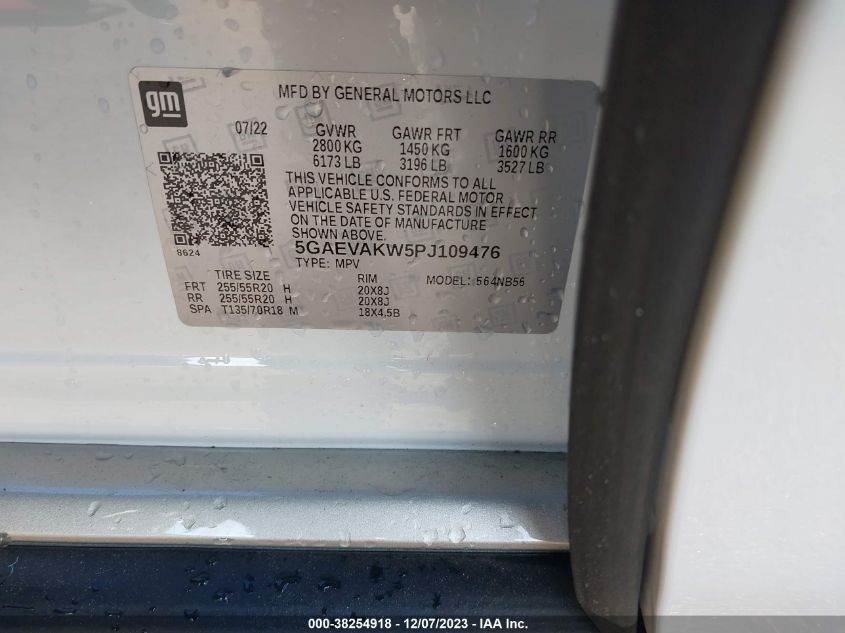 gm
MFD BY GENERAL MOTORS LLC
07/22 GVWR GAWR FRT GAWR RR
2800 KG 1450 KG 1600 KG
6173 LB 3196 LB 3527 LB
THIS VEHICLE CONFORMS TO ALL
APPLICABLE U.S. FEDERAL MOTOR
VEHICLE SAFETY STANDARDS IN EFFECT
ON THE DATE OF MANUFACTURE
SHOWN ABOVE.
8624
5GAEVAKW5PJ109476
TYPE: MPV
TIRE SIZE RIM MODEL: 564NB56
FRT 255/55R20 H 20X8J
RR 255/55R20 H 20X8J
SPA T135/70R18 M 18X4.5B
000-38254918 - 12/07/2023 - IAA Inc.